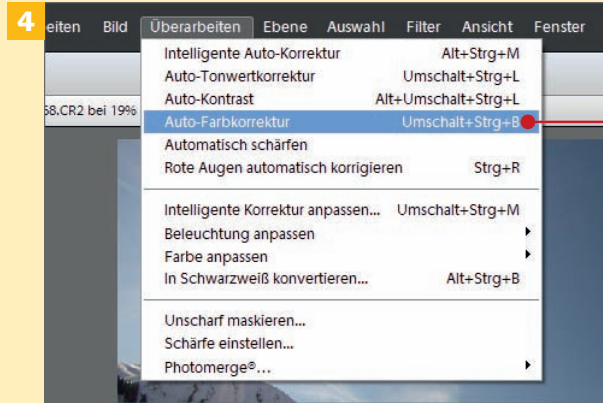 4
eiten Bild Überarbeiten Ebene Auswahl Filter Ansicht Fenster
Intelligente Auto-Korrektur Alt+Strg+M
Auto-Tonwertkorrektur Umschalt+Strg+L
58.CR2 bei 19% Auto-Kontrast Alt+Umschalt+Strg+L
Auto-Farbkorrektur Umschalt+Strg+B
Automatisch schärfen
Rote Augen automatisch korrigieren Strg+R
Intelligente Korrektur anpassen... Umschalt+Strg+M
Beleuchtung anpassen
Farbe anpassen
In Schwarzweiß konvertieren... Alt+Strg+B
Unscharf maskieren...
Schärfe einstellen...
Photomerge®...